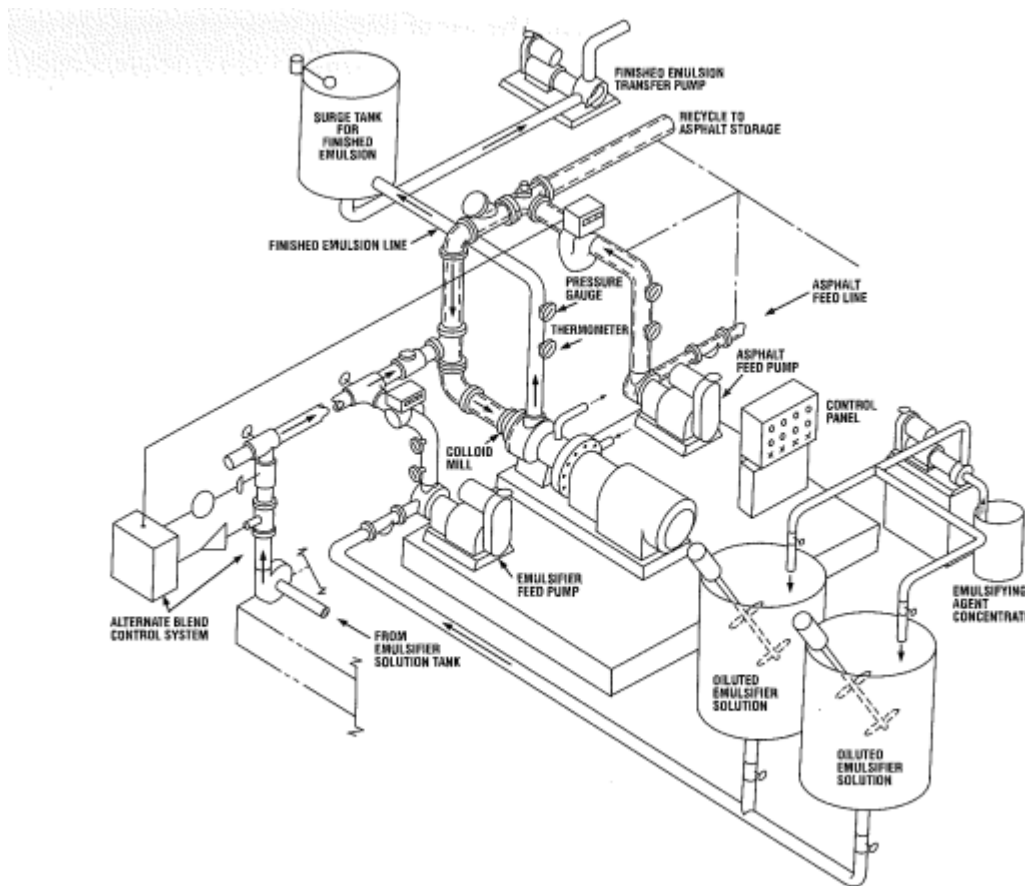 FINISHED EMULSION
TRANSFER PUMP
SURGE TANK
FOR
FINISHED
EMULSION
RECYCLE TO
ASPHALT STORAGE
FINISHED EMULSION LINE
PRESSURE
GAUGE
THERMOMETER
ASPHALT
FEED LINE
ASPHALT
FEED PUMP
CONTROL
PANEL
COLLOID
MILL
EMULSIFIER
FEED PUMP
ALTERNATE BLEND
CONTROL SYSTEM
FROM
EMULSIFIER
SOLUTION TANK
EMULSIFYING
AGENT
CONCENTRAT
DILUTED
EMULSIFIER
SOLUTION
DILUTED
EMULSIFIER
SOLUTION